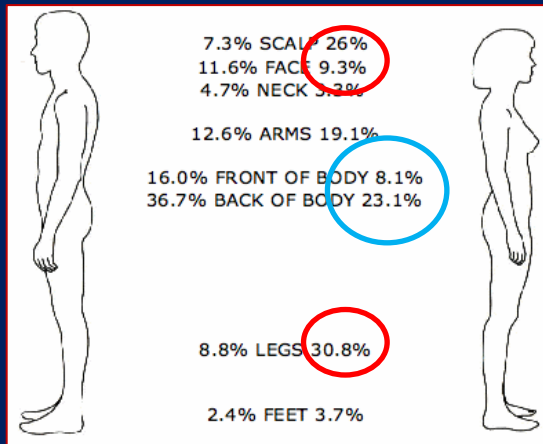 7.3% SCALP 26%
11.6% FACE 9.3%
4.7% NECK 3.3%
12.6% ARMS 19.1%
16.0% FRONT OF BODY 8.1%
36.7% BACK OF BODY 23.1%
8.8% LEGS 30.8%
2.4% FEET 3.7%